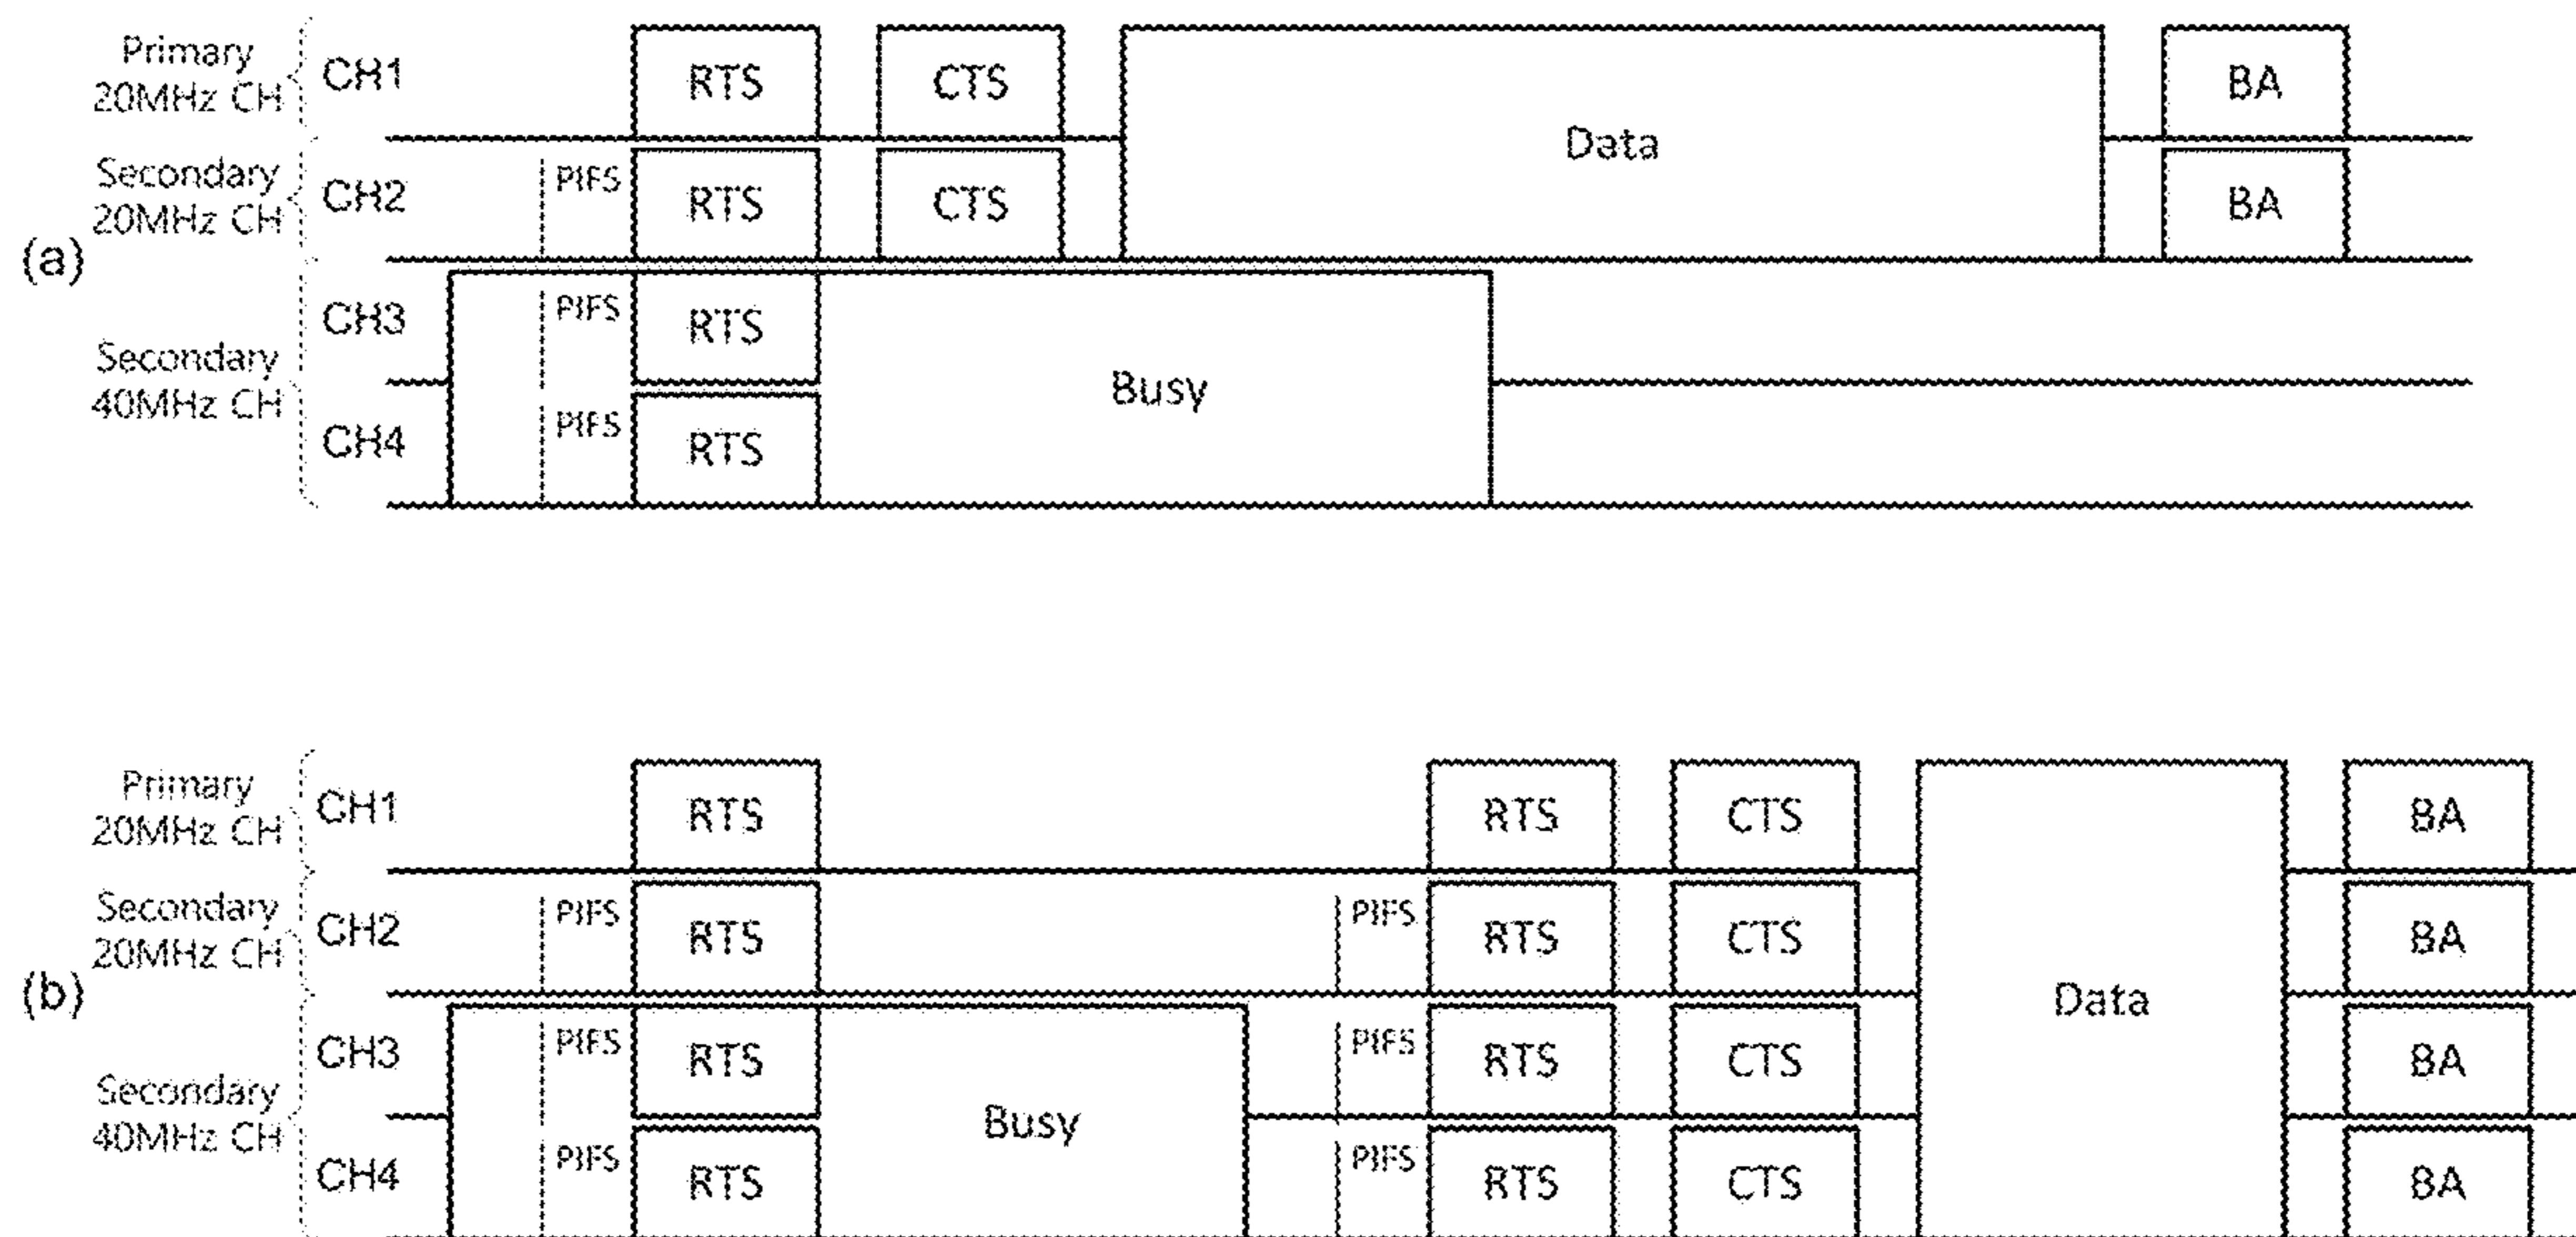 Primary
20MHz CH
CH1
RTS
CTS
Data
BA
Secondary
20MHz CH
CH2
PIFS
RTS
CTS
BA
(a)
CH3
PIFS
RTS
Secondary
40MHz CH
Busy
CH4
PIFS
RTS
Primary
20MHz CH
CH1
RTS
RTS
CTS
BA
Secondary
20MHz CH
CH2
PIFS
RTS
PIFS
RTS
CTS
BA
(b)
Data
CH3
PIFS
RTS
PIFS
RTS
CTS
BA
Secondary
40MHz CH
Busy
CH4
PIFS
RTS
PIFS
RTS
CTS
BA